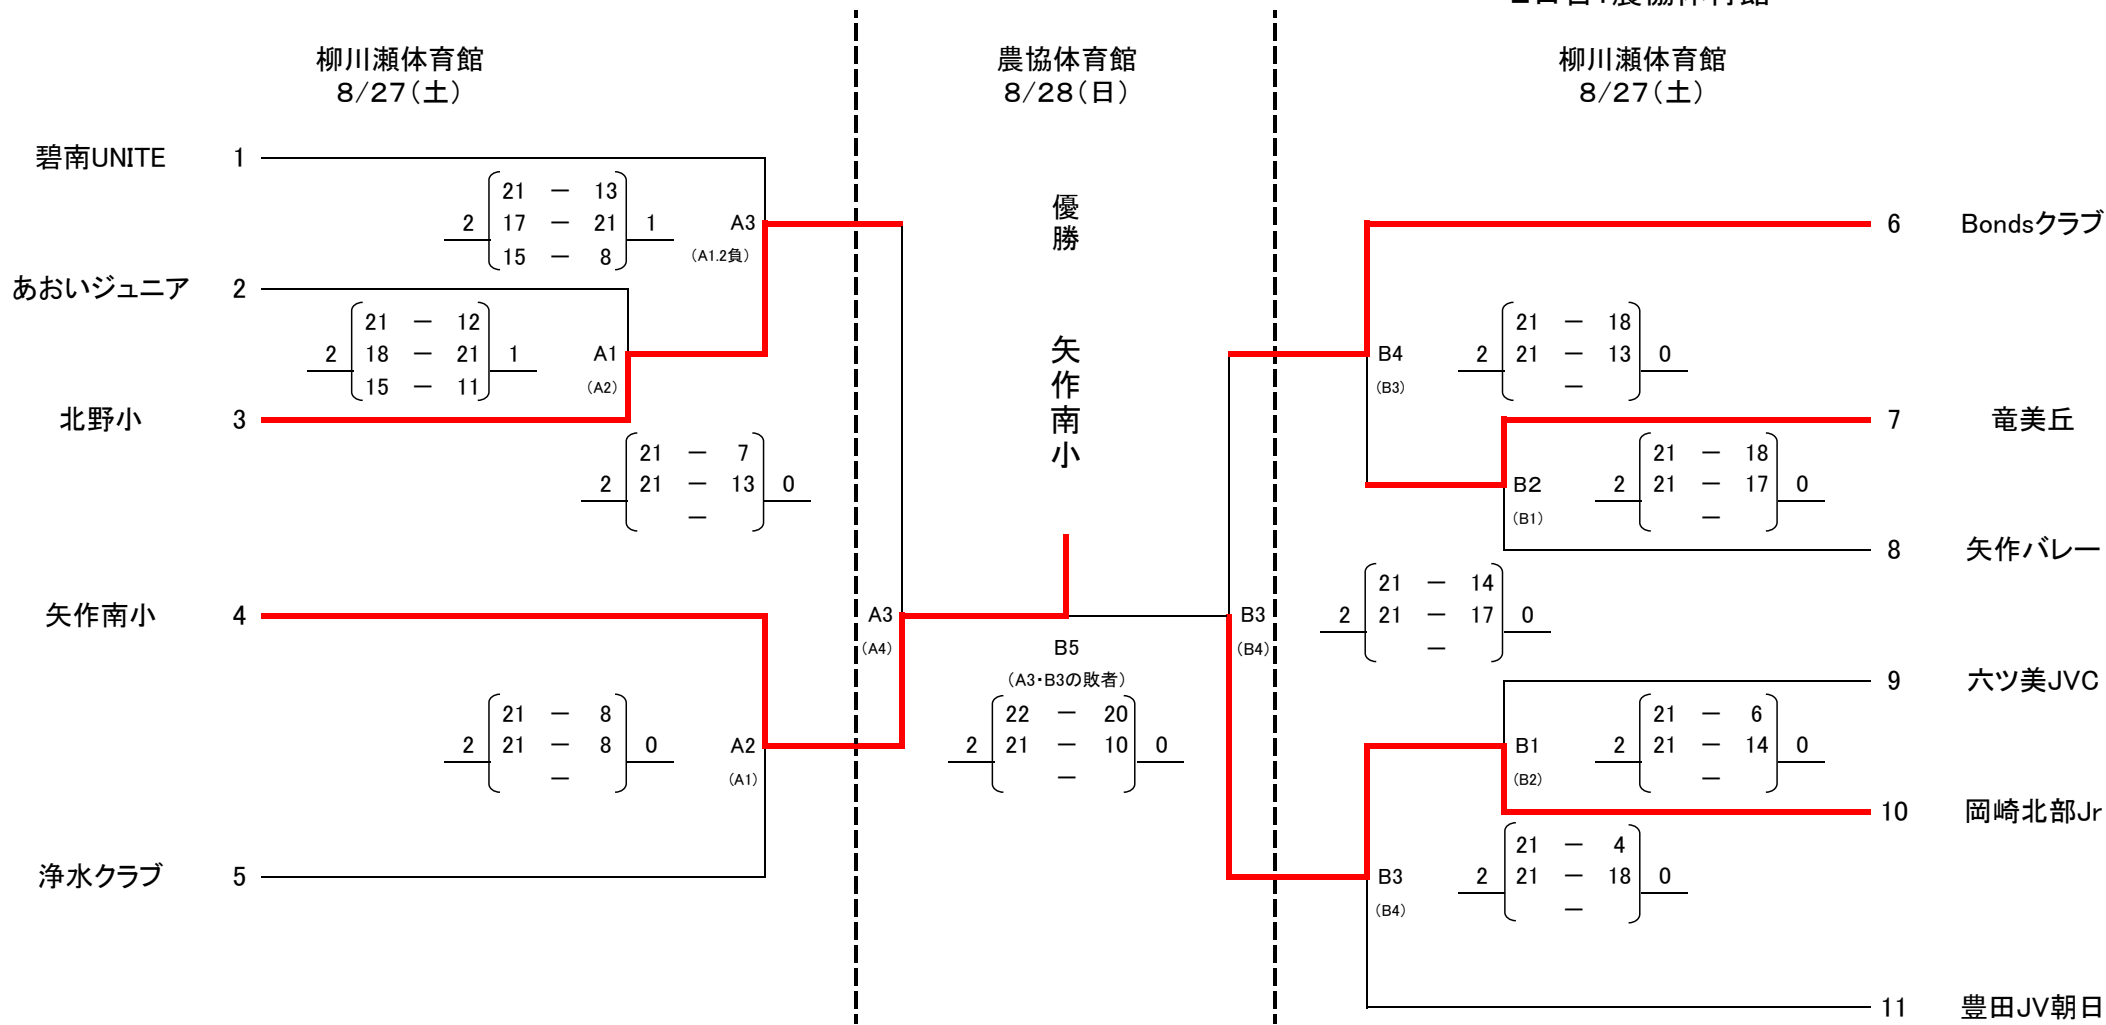 柳川瀬体育館
8/27(土)
農協体育館
8/28(日)
柳川瀬体育館
8/27(土)
碧南UNITE 1
21 － 13
2 17 － 21 1
15 － 8
A3
(A1.2負)
あおいジュニア 2
21 － 12
2 18 － 21 1
15 － 11
A1
(A2)
北野小 3
21 － 7
2 21 － 13 0
－
矢作南小 4
21 － 8
2 21 － 8 0
－
A2
(A1)
浄水クラブ 5
優勝
矢作南小
A3
(A4)
B5
(A3・B3の敗者)
22 － 20
2 21 － 10 0
－
B3
(B4)
6 Bondsクラブ
B4
(B3)
21 － 18
2 21 － 13 0
－
7 竜美丘
B2
(B1)
21 － 18
2 21 － 17 0
－
8 矢作バレー
21 － 14
2 21 － 17 0
－
9 六ツ美JVC
B1
(B2)
21 － 6
2 21 － 14 0
－
10 岡崎北部Jr
B3
(B4)
21 － 4
2 21 － 18 0
－
11 豊田JV朝日